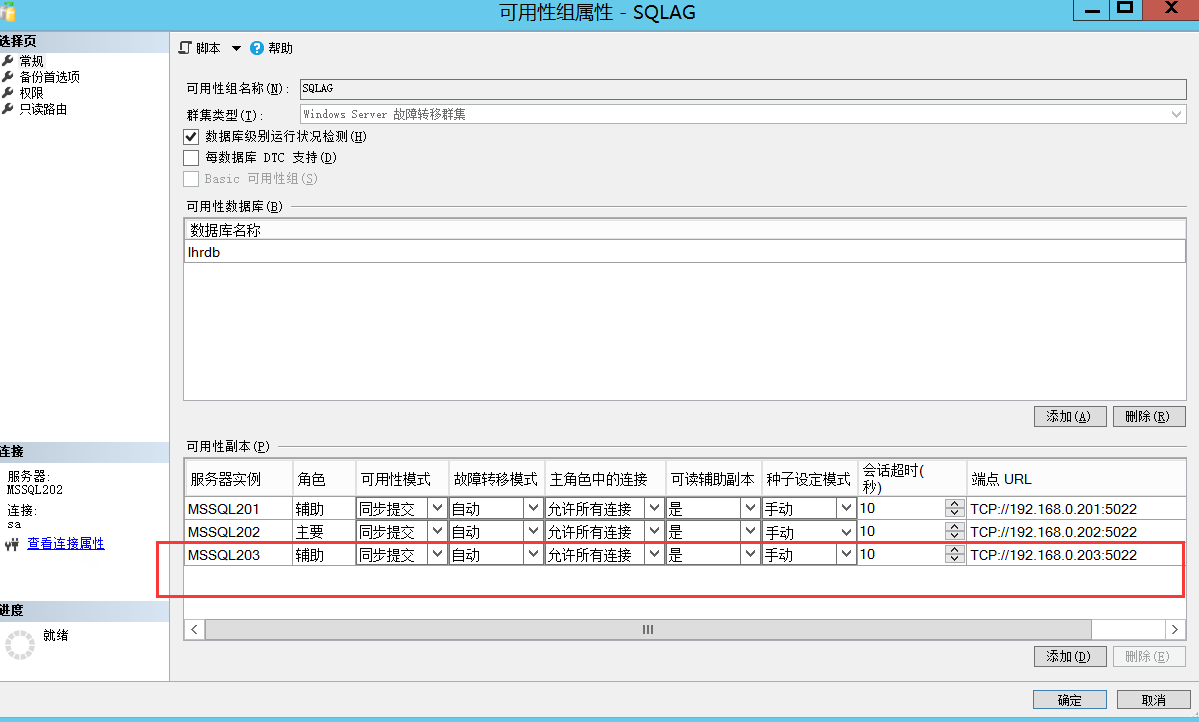 可用性组属性 - SQLAG
选择页
常规
备份首选项
权限
只读路由
连接
服务器:
MSSQL202
连接:
sa
查看连接属性
进度
就绪
脚本 帮助
可用性组名称(N): SQLAG
群集类型(T): Windows Server 故障转移群集
数据库级别运行状况检测(H)
每数据库 DTC 支持(D)
Basic 可用性组(S)
可用性数据库(B)
数据库名称
lhrdb
添加(A) 删除(R)
可用性副本(P)
服务器实例 角色 可用性模式 故障转移模式 主角色中的连接 可读辅助副本 种子设定模式 会话超时(秒) 端点 URL
MSSQL201 辅助 同步提交 自动 允许所有连接 是 手动 10 TCP://192.168.0.201:5022
MSSQL202 主要 同步提交 自动 允许所有连接 是 手动 10 TCP://192.168.0.202:5022
MSSQL203 辅助 同步提交 自动 允许所有连接 是 手动 10 TCP://192.168.0.203:5022
添加(D) 删除(E)
确定 取消